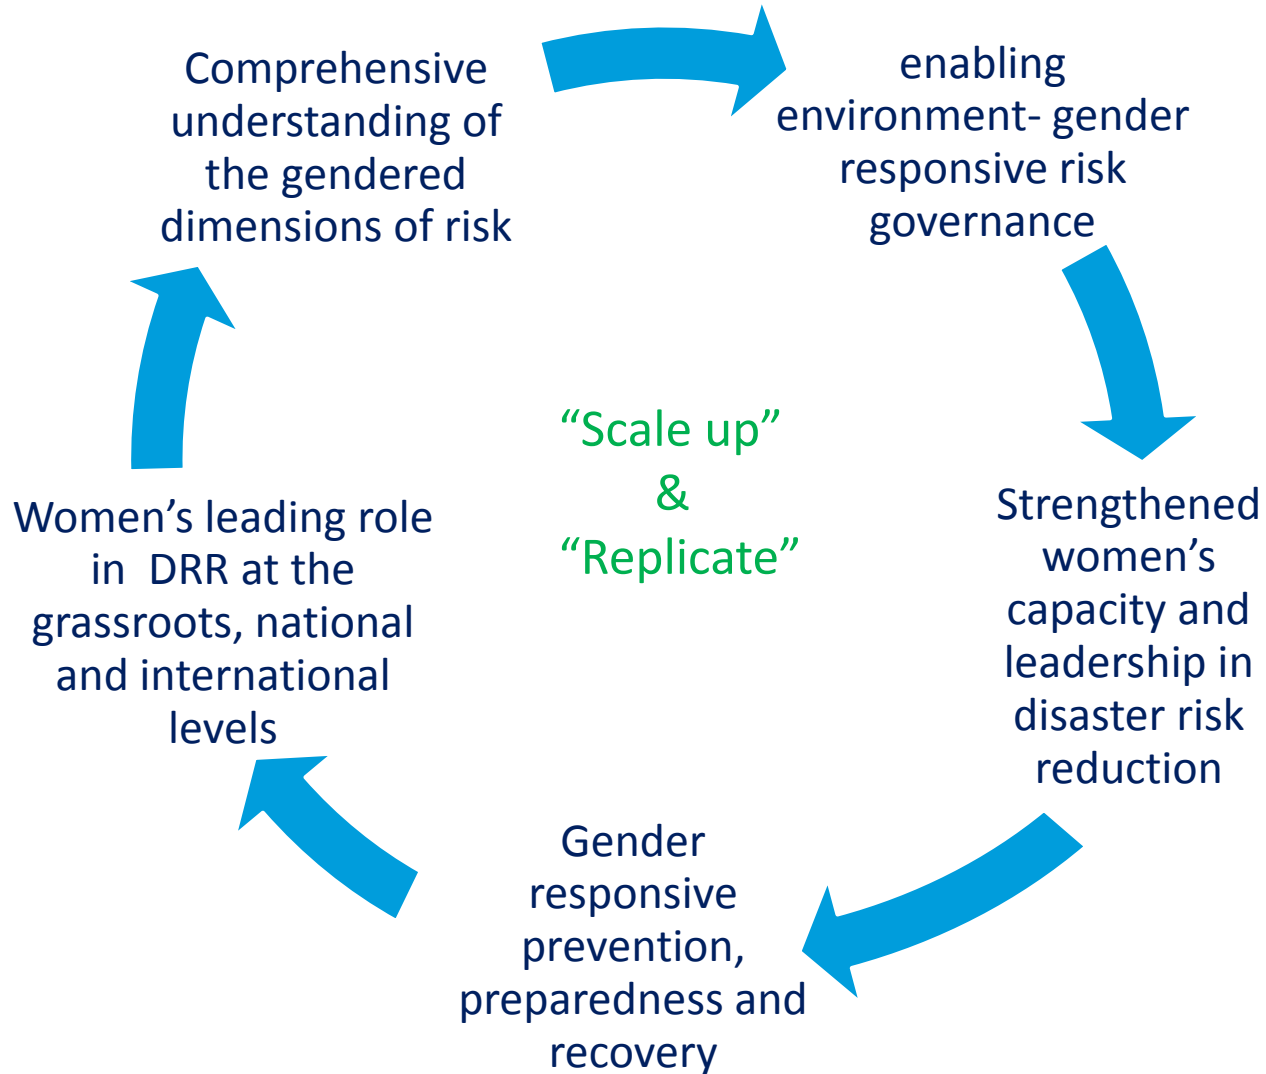 Comprehensive
understanding of
the gendered
dimensions of risk
enabling
environment- gender
responsive risk
governance
Strengthened
women’s
capacity and
leadership in
disaster risk
reduction
Gender
responsive
prevention,
preparedness and
recovery
Women’s leading role
in  DRR at the
grassroots, national
and international
levels
“Scale up”
&
“Replicate”